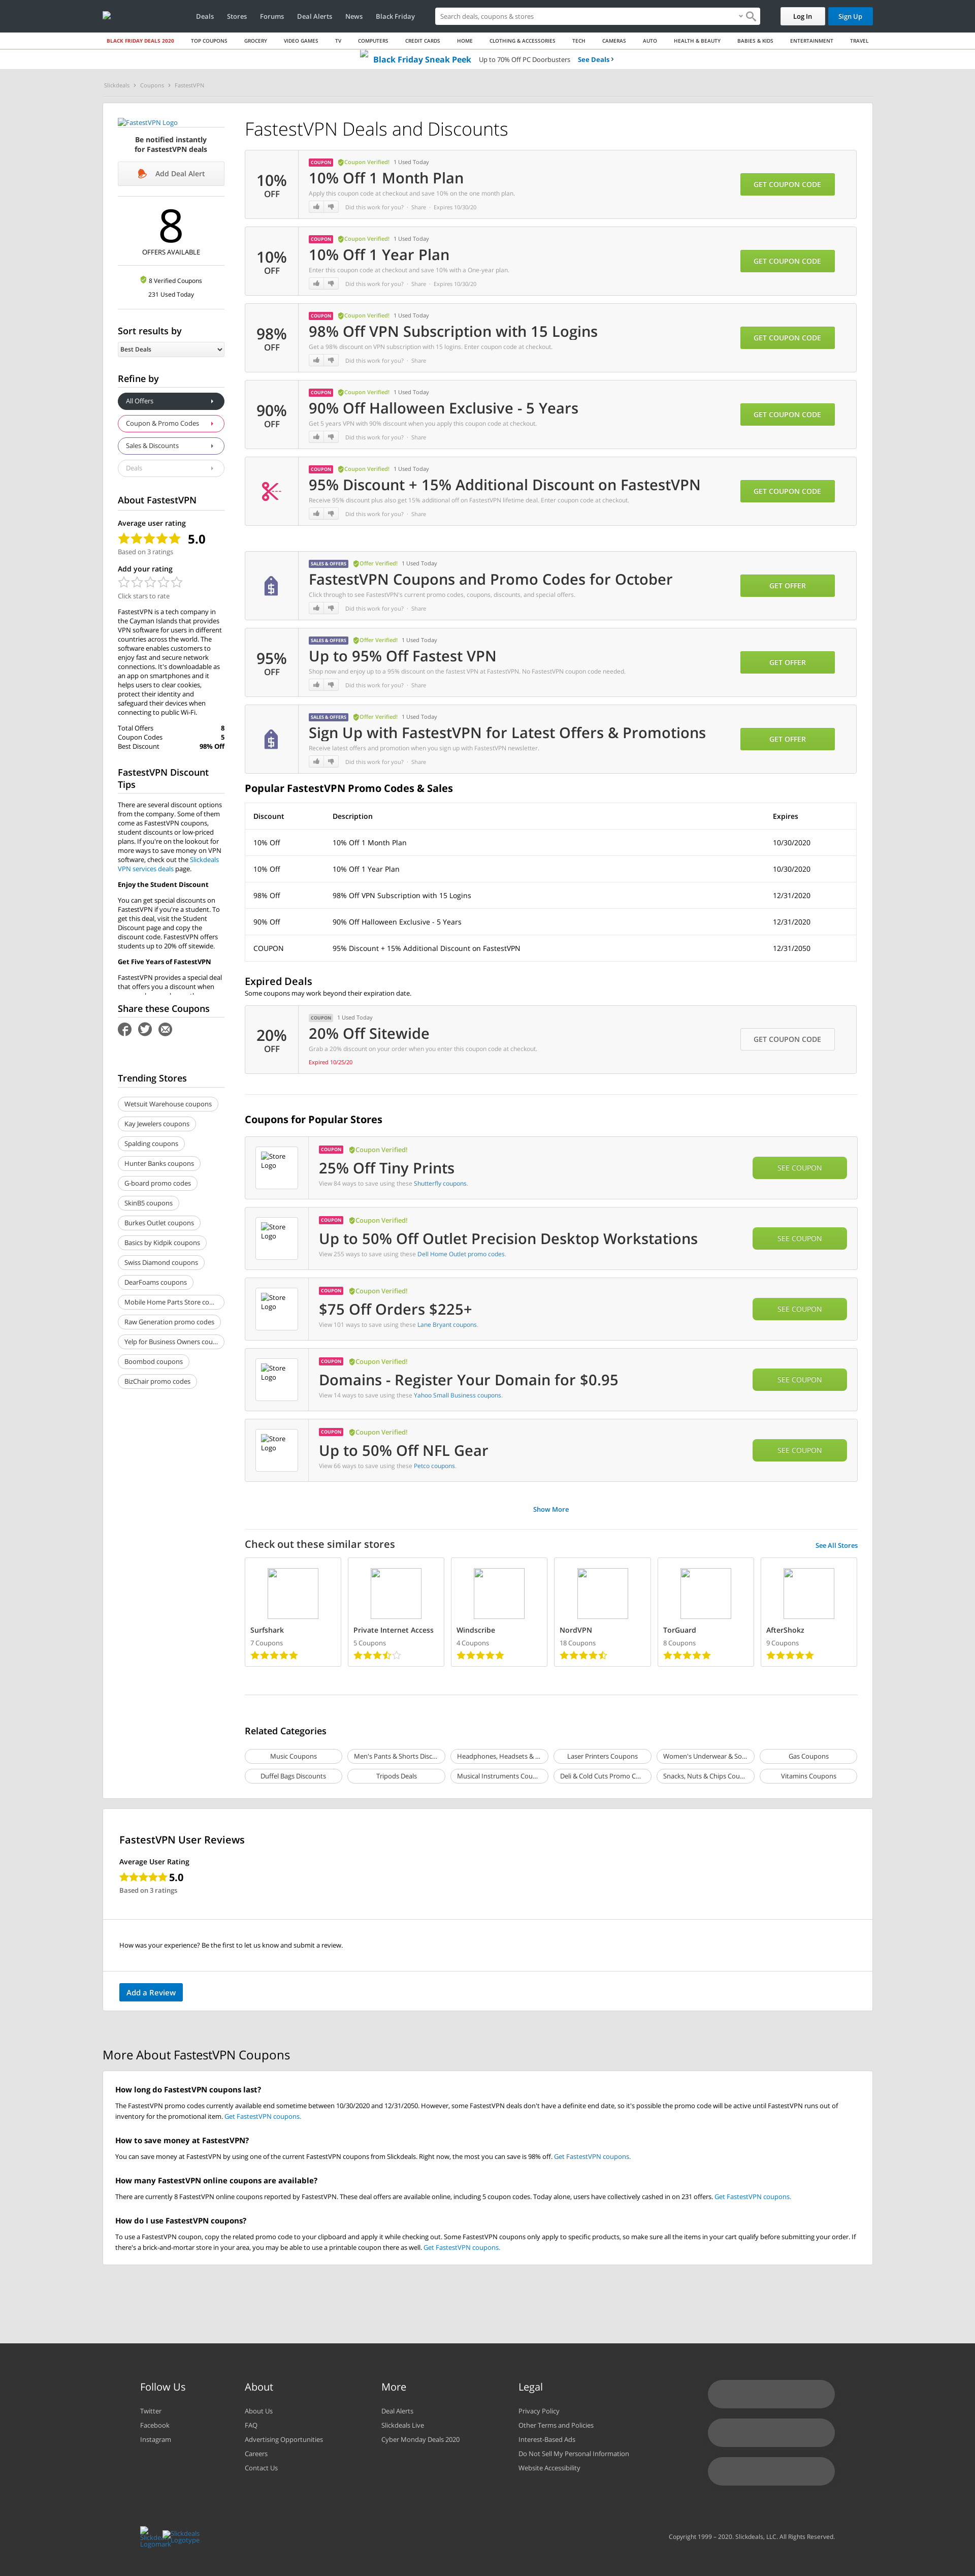 Deals Stores Forums Deal Alerts News Black Friday
Search deals, coupons & stores
Log In
Sign Up
BLACK FRIDAY DEALS 2020 TOP COUPONS GROCERY VIDEO GAMES TV COMPUTERS CREDIT CARDS HOME CLOTHING & ACCESSORIES TECH CAMERAS AUTO HEALTH & BEAUTY BABIES & KIDS ENTERTAINMENT TRAVEL
Black Friday Sneak Peek Up to 70% Off PC Doorbusters See Deals
Slickdeals Coupons FastestVPN
FastestVPN Logo
Be notified instantly
for FastestVPN deals
Add Deal Alert
8
OFFERS AVAILABLE
8 Verified Coupons
231 Used Today
Sort results by
Best Deals
Refine by
All Offers
Coupon & Promo Codes
Sales & Discounts
Deals
About FastestVPN
Average user rating
5.0
Based on 3 ratings
Add your rating
Click stars to rate
FastestVPN is a tech company in
the Cayman Islands that provides
VPN software for users in different
countries across the world. The
software enables customers to
enjoy fast and secure network
connections. It's downloadable as
an app on smartphones and it
helps users to clear cookies,
protect their identity and
safeguard their devices when
connecting to public Wi-Fi.
Total Offers 8
Coupon Codes 5
Best Discount 98% Off
FastestVPN Discount
Tips
There are several discount options
from the company. Some of them
come as FastestVPN coupons,
student discounts or low-priced
plans. If you're on the lookout for
more ways to save money on VPN
software, check out the Slickdeals
VPN services deals page.
Enjoy the Student Discount
You can get special discounts on
FastestVPN if you're a student. To
get this deal, visit the Student
Discount page and copy the
discount code. FastestVPN offers
students up to 20% off sitewide.
Get Five Years of FastestVPN
FastestVPN provides a special deal
that offers you a discount when
Share these Coupons
Trending Stores
Wetsuit Warehouse coupons
Kay Jewelers coupons
Spalding coupons
Hunter Banks coupons
G-board promo codes
SkinBS coupons
Burkes Outlet coupons
Basics by Kidpik coupons
Swiss Diamond coupons
DearFoams coupons
Mobile Home Parts Store co...
Raw Generation promo codes
Yelp for Business Owners cou...
Boombod coupons
BizChair promo codes
FastestVPN Deals and Discounts
10%
OFF
COUPON Coupon Verified! 1 Used Today
10% Off 1 Month Plan
Apply this coupon code at checkout and save 10% on the one month plan.
Did this work for you? · Share · Expires 10/30/20
GET COUPON CODE
10%
OFF
COUPON Coupon Verified! 1 Used Today
10% Off 1 Year Plan
Enter this coupon code at checkout and save 10% with a One-year plan.
Did this work for you? · Share · Expires 10/30/20
GET COUPON CODE
98%
OFF
COUPON Coupon Verified! 1 Used Today
98% Off VPN Subscription with 15 Logins
Get a 98% discount on VPN subscription with 15 logins. Enter coupon code at checkout.
Did this work for you? · Share
GET COUPON CODE
90%
OFF
COUPON Coupon Verified! 1 Used Today
90% Off Halloween Exclusive - 5 Years
Get 5 years VPN with 90% discount when you apply this coupon code at checkout.
Did this work for you? · Share
GET COUPON CODE
COUPON Coupon Verified! 1 Used Today
95% Discount + 15% Additional Discount on FastestVPN
Receive 95% discount plus also get 15% additional off on FastestVPN lifetime deal. Enter coupon code at checkout.
Did this work for you? · Share
GET COUPON CODE
SALES & OFFERS Offer Verified! 1 Used Today
FastestVPN Coupons and Promo Codes for October
Click through to see FastestVPN's current promo codes, coupons, discounts, and special offers.
Did this work for you? · Share
GET OFFER
95%
OFF
SALES & OFFERS Offer Verified! 1 Used Today
Up to 95% Off Fastest VPN
Shop now and enjoy up to a 95% discount on the fastest VPN at FastestVPN. No FastestVPN coupon code needed.
Did this work for you? · Share
GET OFFER
SALES & OFFERS Offer Verified! 1 Used Today
Sign Up with FastestVPN for Latest Offers & Promotions
Receive latest offers and promotion when you sign up with FastestVPN newsletter.
Did this work for you? · Share
GET OFFER
Popular FastestVPN Promo Codes & Sales
Discount Description Expires
10% Off 10% Off 1 Month Plan 10/30/2020
10% Off 10% Off 1 Year Plan 10/30/2020
98% Off 98% Off VPN Subscription with 15 Logins 12/31/2020
90% Off 90% Off Halloween Exclusive - 5 Years 12/31/2020
COUPON 95% Discount + 15% Additional Discount on FastestVPN 12/31/2050
Expired Deals
Some coupons may work beyond their expiration date.
20%
OFF
COUPON 1 Used Today
20% Off Sitewide
Grab a 20% discount on your order when you enter this coupon code at checkout.
Expired 10/25/20
GET COUPON CODE
Coupons for Popular Stores
Store Logo
COUPON Coupon Verified!
25% Off Tiny Prints
View 84 ways to save using these Shutterfly coupons.
SEE COUPON
Store Logo
COUPON Coupon Verified!
Up to 50% Off Outlet Precision Desktop Workstations
View 255 ways to save using these Dell Home Outlet promo codes.
SEE COUPON
Store Logo
COUPON Coupon Verified!
$75 Off Orders $225+
View 101 ways to save using these Lane Bryant coupons.
SEE COUPON
Store Logo
COUPON Coupon Verified!
Domains - Register Your Domain for $0.95
View 14 ways to save using these Yahoo Small Business coupons.
SEE COUPON
Store Logo
COUPON Coupon Verified!
Up to 50% Off NFL Gear
View 66 ways to save using these Petco coupons.
SEE COUPON
Show More
Check out these similar stores
See All Stores
Surfshark
7 Coupons
Private Internet Access
5 Coupons
Windscribe
4 Coupons
NordVPN
18 Coupons
TorGuard
8 Coupons
AfterShokz
9 Coupons
Related Categories
Music Coupons Men's Pants & Shorts Disc... Headphones, Headsets & ... Laser Printers Coupons Women's Underwear & So... Gas Coupons
Duffel Bags Discounts Tripods Deals Musical Instruments Cou... Deli & Cold Cuts Promo C... Snacks, Nuts & Chips Cou... Vitamins Coupons
FastestVPN User Reviews
Average User Rating
5.0
Based on 3 ratings
How was your experience? Be the first to let us know and submit a review.
Add a Review
More About FastestVPN Coupons
How long do FastestVPN coupons last?
The FastestVPN promo codes currently available end sometime between 10/30/2020 and 12/31/2050. However, some FastestVPN deals don't have a definite end date, so it's possible the promo code will be active until FastestVPN runs out of
inventory for the promotional item. Get FastestVPN coupons.
How to save money at FastestVPN?
You can save money at FastestVPN by using one of the current FastestVPN coupons from Slickdeals. Right now, the most you can save is 98% off. Get FastestVPN coupons.
How many FastestVPN online coupons are available?
There are currently 8 FastestVPN online coupons reported by FastestVPN. These deal offers are available online, including 5 coupon codes. Today alone, users have collectively cashed in on 231 offers. Get FastestVPN coupons.
How do I use FastestVPN coupons?
To use a FastestVPN coupon, copy the related promo code to your clipboard and apply it while checking out. Some FastestVPN coupons only apply to specific products, so make sure all the items in your cart qualify before submitting your order. If
there's a brick-and-mortar store in your area, you may be able to use a printable coupon there as well. Get FastestVPN coupons.
Follow Us
Twitter
Facebook
Instagram
About
About Us
FAQ
Advertising Opportunities
Careers
Contact Us
More
Deal Alerts
Slickdeals Live
Cyber Monday Deals 2020
Legal
Privacy Policy
Other Terms and Policies
Interest-Based Ads
Do Not Sell My Personal Information
Website Accessibility
Slickdeals Logomark
Slickdeals Logotype
Copyright 1999 – 2020. Slickdeals, LLC. All Rights Reserved.